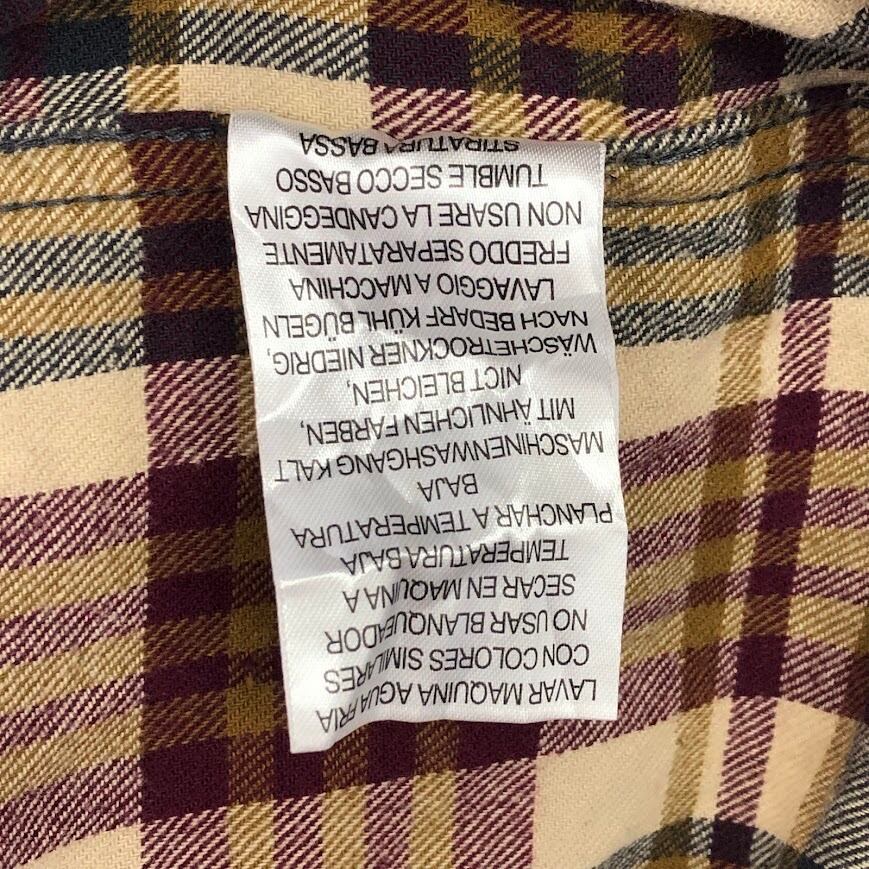 LAVAR MAQUINA AGUA FRIA
CON COLORES SIMILARES
NO USAR BLANQUEADOR
SECAR EN MAQUINA A
TEMPERATURA BAJA
PLANCHAR A TEMPERATURA
BAJA
MASCHINENWASHGANG KALT
MIT ÄHNLICHEN FARBEN,
NICT BLEICHEN,
WÄSCHETROCKNER NIEDRIG,
NACH BEDARF KÜHL BÜGELN
LAVAGGIO A MACCHINA
FREDDO SEPARATAMENTE
NON USARE LA CANDEGGINA
TUMBLE SECCO BASSO
STIRATURA BASSA